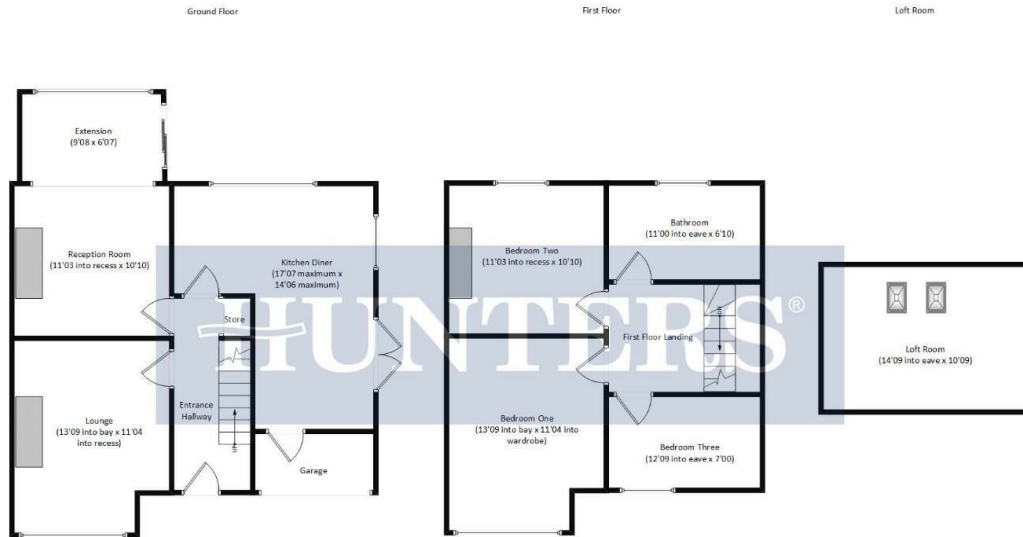 Ground Floor
First Floor
Loft Room
Extension
(9'08 x 6'07)
Reception Room
(11'03 into recess x 10'10)
Kitchen Diner
(17'07 maximum x
14'06 maximum)
Store
Lounge
(13'09 into bay x 11'04
into recess)
Entrance
Hallway
Garage
Bedroom Two
(11'03 into recess x 10'10)
Bathroom
(11'00 into eave x 6'10)
First Floor Landing
Bedroom One
(13'09 into bay x 11'04 into
wardrobe)
Bedroom Three
(12'09 into eave x 7'00)
Loft Room
(14'09 into eave x 10'09)
HUNTERS®